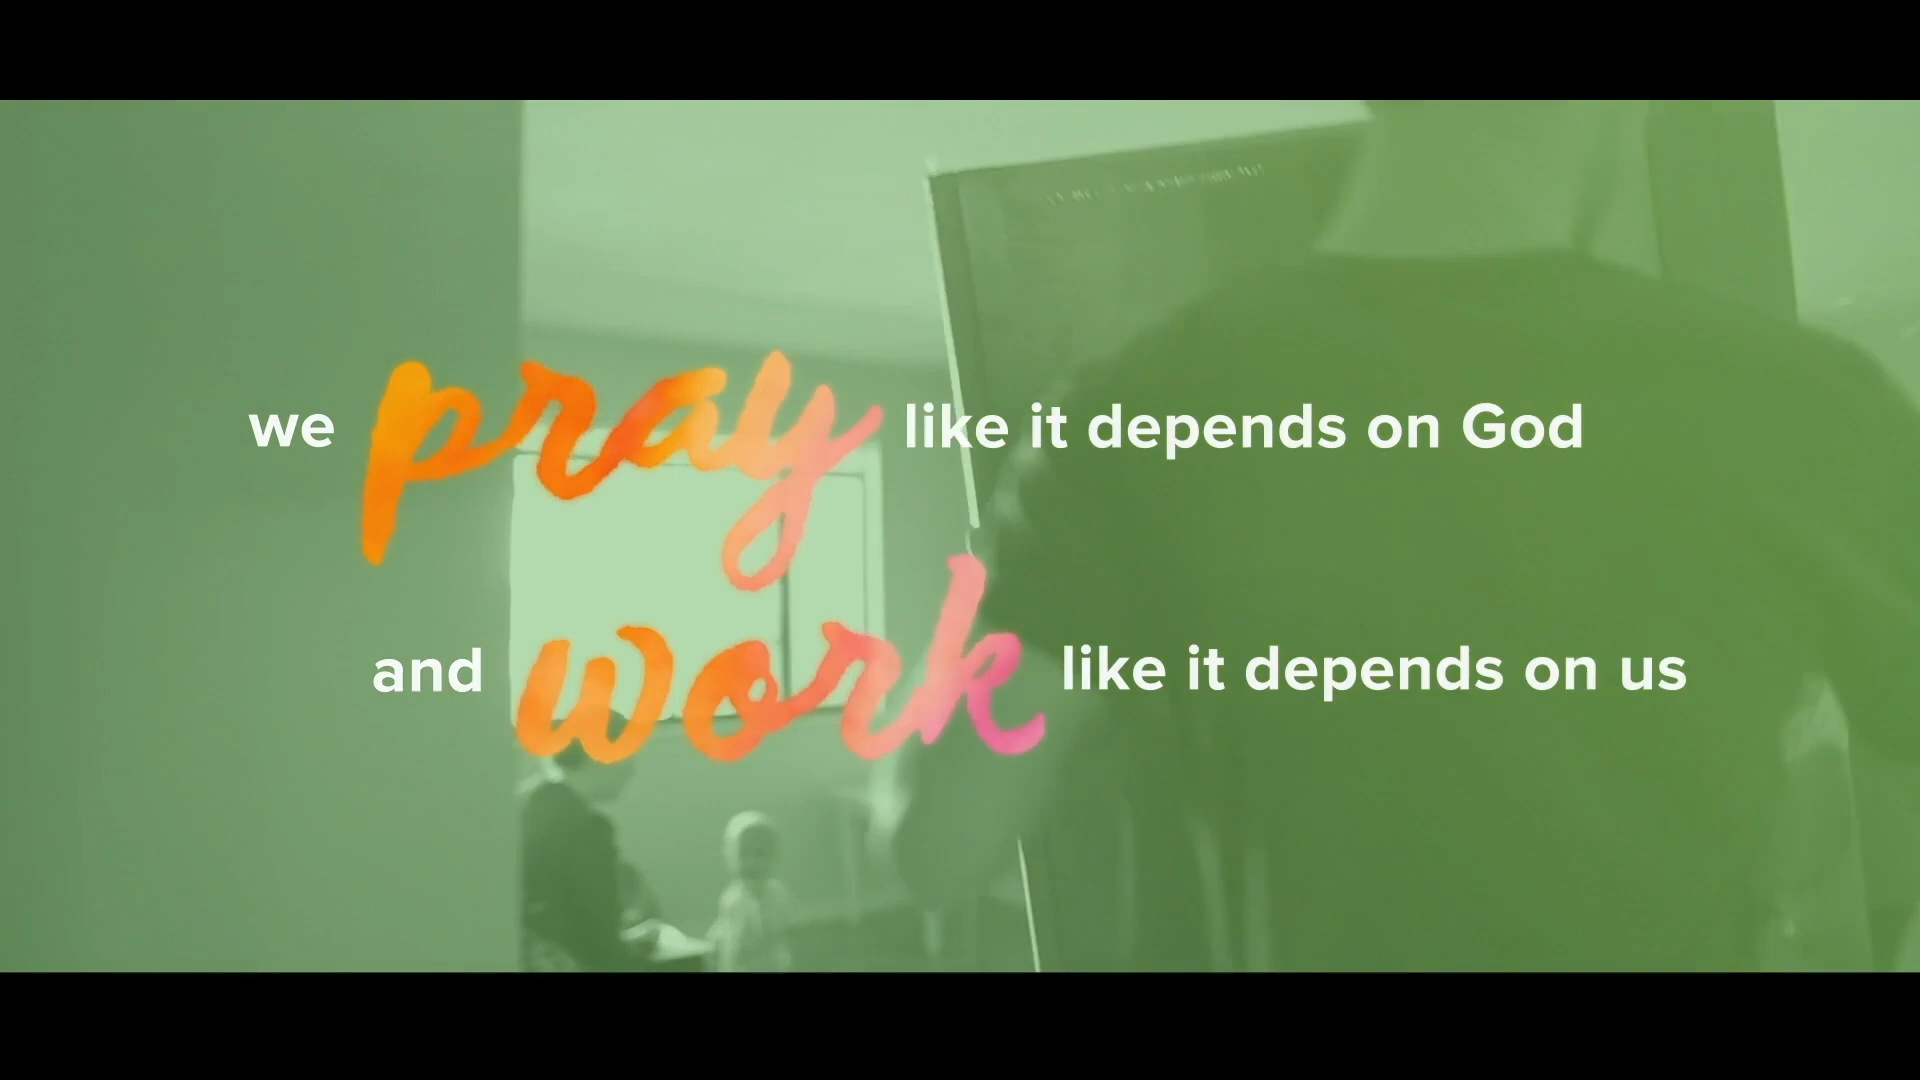 we pray like it depends on God
and work like it depends on us